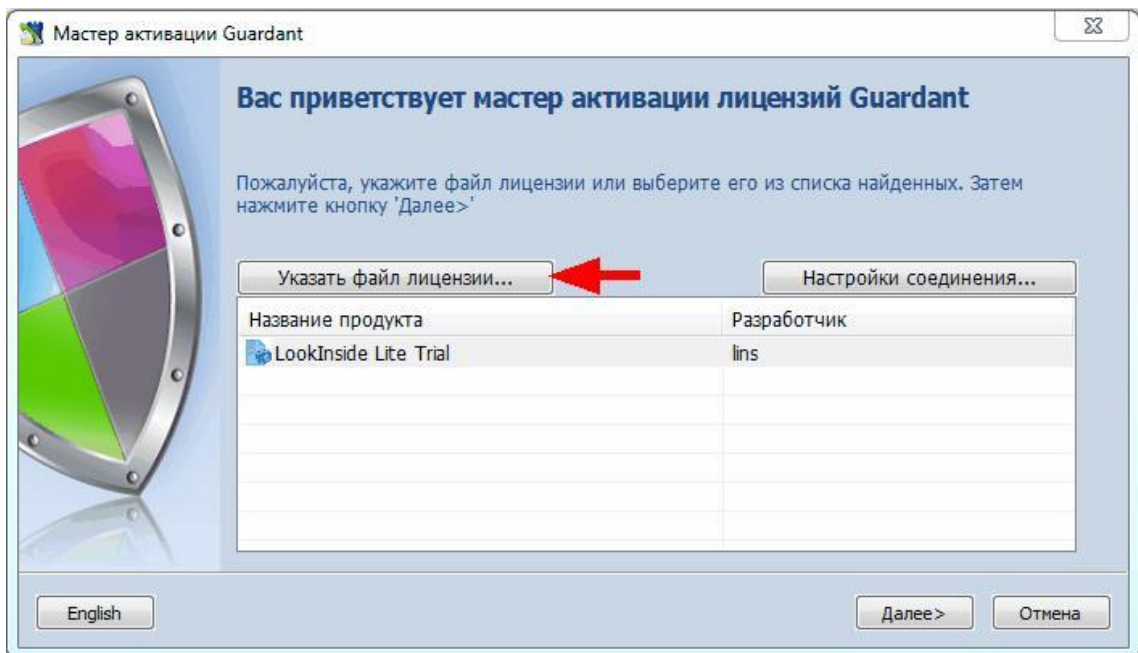 Мастер активации Guardant
Вас приветствует мастер активации лицензий Guardant
Пожалуйста, укажите файл лицензии или выберите его из списка найденных. Затем
нажмите кнопку 'Далее>'
Указать файл лицензии...
Настройки соединения...
Название продукта
Разработчик
LookInside Lite Trial
lins
English
Далее>
Отмена